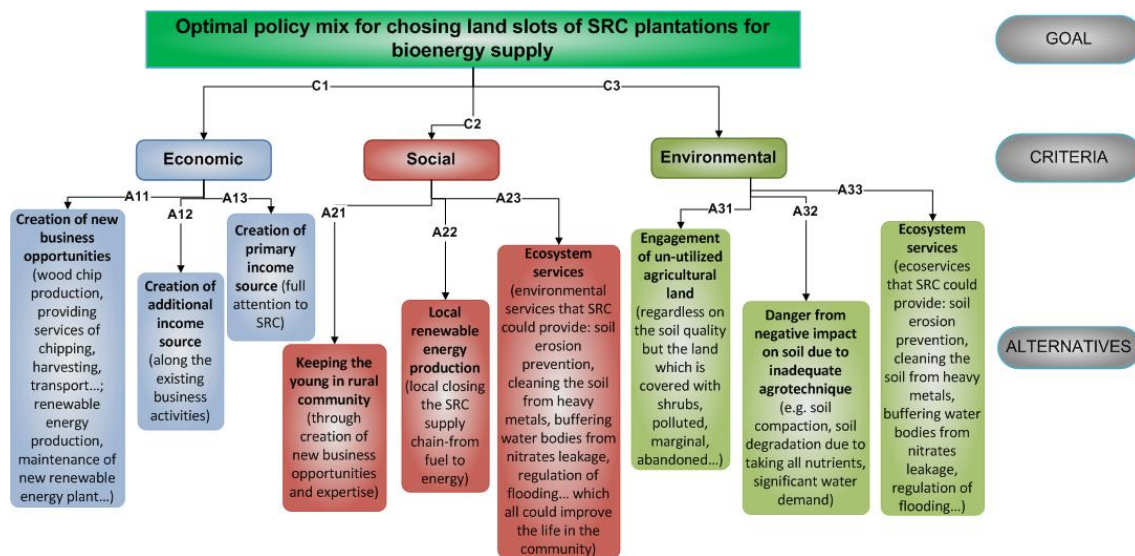 Optimal policy mix for chosing land slots of SRC plantations for
bioenergy supply
GOAL
C1
C3
C2
Economic
Social
Environmental
CRITERIA
A11
A12
A13
A21
A22
A23
A31
A32
A33
Creation of new
business
opportunities
(wood chip
production,
providing services
of
chipping,
harvesting,
transport...;
renewable
energy
production,
maintenance of
new renewable
energy plant...)
Creation of
additional
income
source
(along the
existing
business
activities)
Creation of
primary
income
source (full
attention to
SRC)
Keeping the
young in rural
community
(through
creation of
new business
opportunities
and expertise)
Local
renewable
energy
production
(local closing
the SRC
supply
chain-from
fuel to
energy)
Ecosystem
services
(environmental
services that SRC
could provide: soil
erosion
prevention,
cleaning the soil
from heavy
metals, buffering
water bodies from
nitrates leakage,
regulation of
flooding... which
all could improve
the life in the
community)
Engagement
of un-utilized
agricultural
land
(regardless on
the soil quality
but the land
which is
covered with
shrubs,
polluted,
marginal,
abandoned...)
Danger from
negative impact
on soil due to
inadequate
agrotechnique
(e.g. soil
compaction, soil
degradation due to
taking all nutrients,
significant water
demand)
Ecosystem
services
(ecoservices
that SRC could
provide: soil
erosion
prevention,
cleaning the
soil from heavy
metals,
buffering water
bodies from
nitrates
leakage,
regulation of
flooding...)
ALTERNATIVES